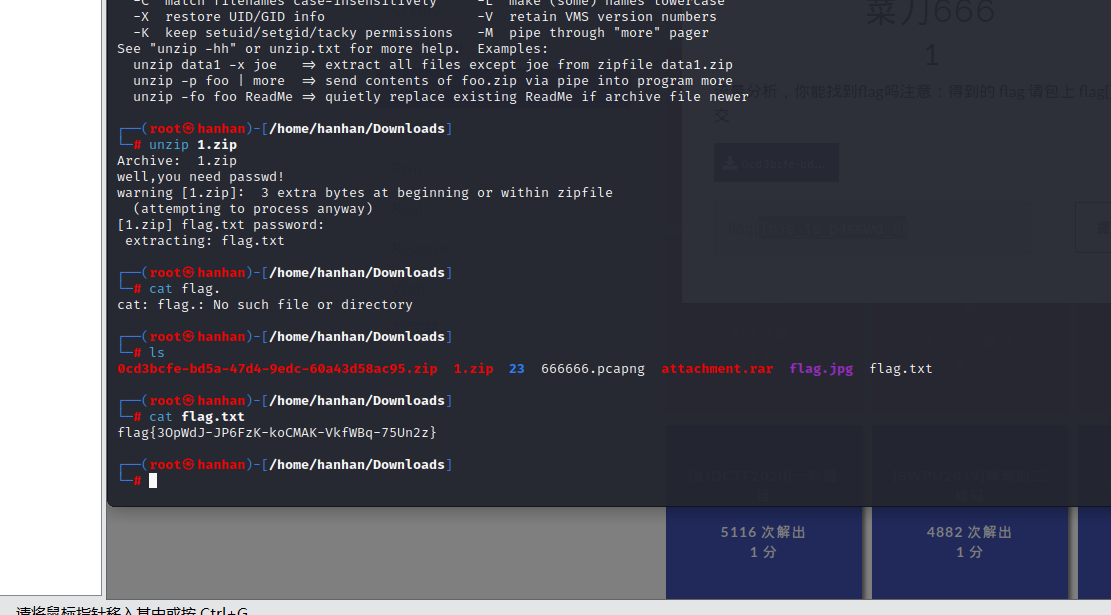 -C  match filenames case-insensitively     -L  make (some) names lowercase
-X  restore UID/GID info                   -V  retain VMS version numbers
-K  keep setuid/setgid/tacky permissions   -M  pipe through "more" pager
See "unzip -hh" or unzip.txt for more help.  Examples:
unzip data1 -x joe   ⇒ extract all files except joe from zipfile data1.zip
unzip -p foo | more  ⇒ send contents of foo.zip via pipe into program more
unzip -fo foo ReadMe ⇒ quietly replace existing ReadMe if archive file newer
┌──(root㉿hanhan)-[/home/hanhan/Downloads]
└─# unzip 1.zip
Archive:  1.zip
well,you need passwd!
warning [1.zip]:  3 extra bytes at beginning or within zipfile
(attempting to process anyway)
[1.zip] flag.txt password:
extracting: flag.txt
┌──(root㉿hanhan)-[/home/hanhan/Downloads]
└─# cat flag.
cat: flag.: No such file or directory
┌──(root㉿hanhan)-[/home/hanhan/Downloads]
└─# ls
0cd3bcfe-bd5a-47d4-9edc-60a43d58ac95.zip  1.zip  23  666666.pcapng  attachment.rar  flag.jpg  flag.txt
┌──(root㉿hanhan)-[/home/hanhan/Downloads]
└─# cat flag.txt
flag{3OpWdJ-JP6FzK-koCMAK-VkfWBq-75Un2z}
┌──(root㉿hanhan)-[/home/hanhan/Downloads]
└─#
菜刀666
1
分析，你能找到flag吗注意：得到的 flag 请包上 flag
交
5116 次解出
1 分
4882 次解出
1 分
请将鼠标指针移入其中或按 Ctrl+G